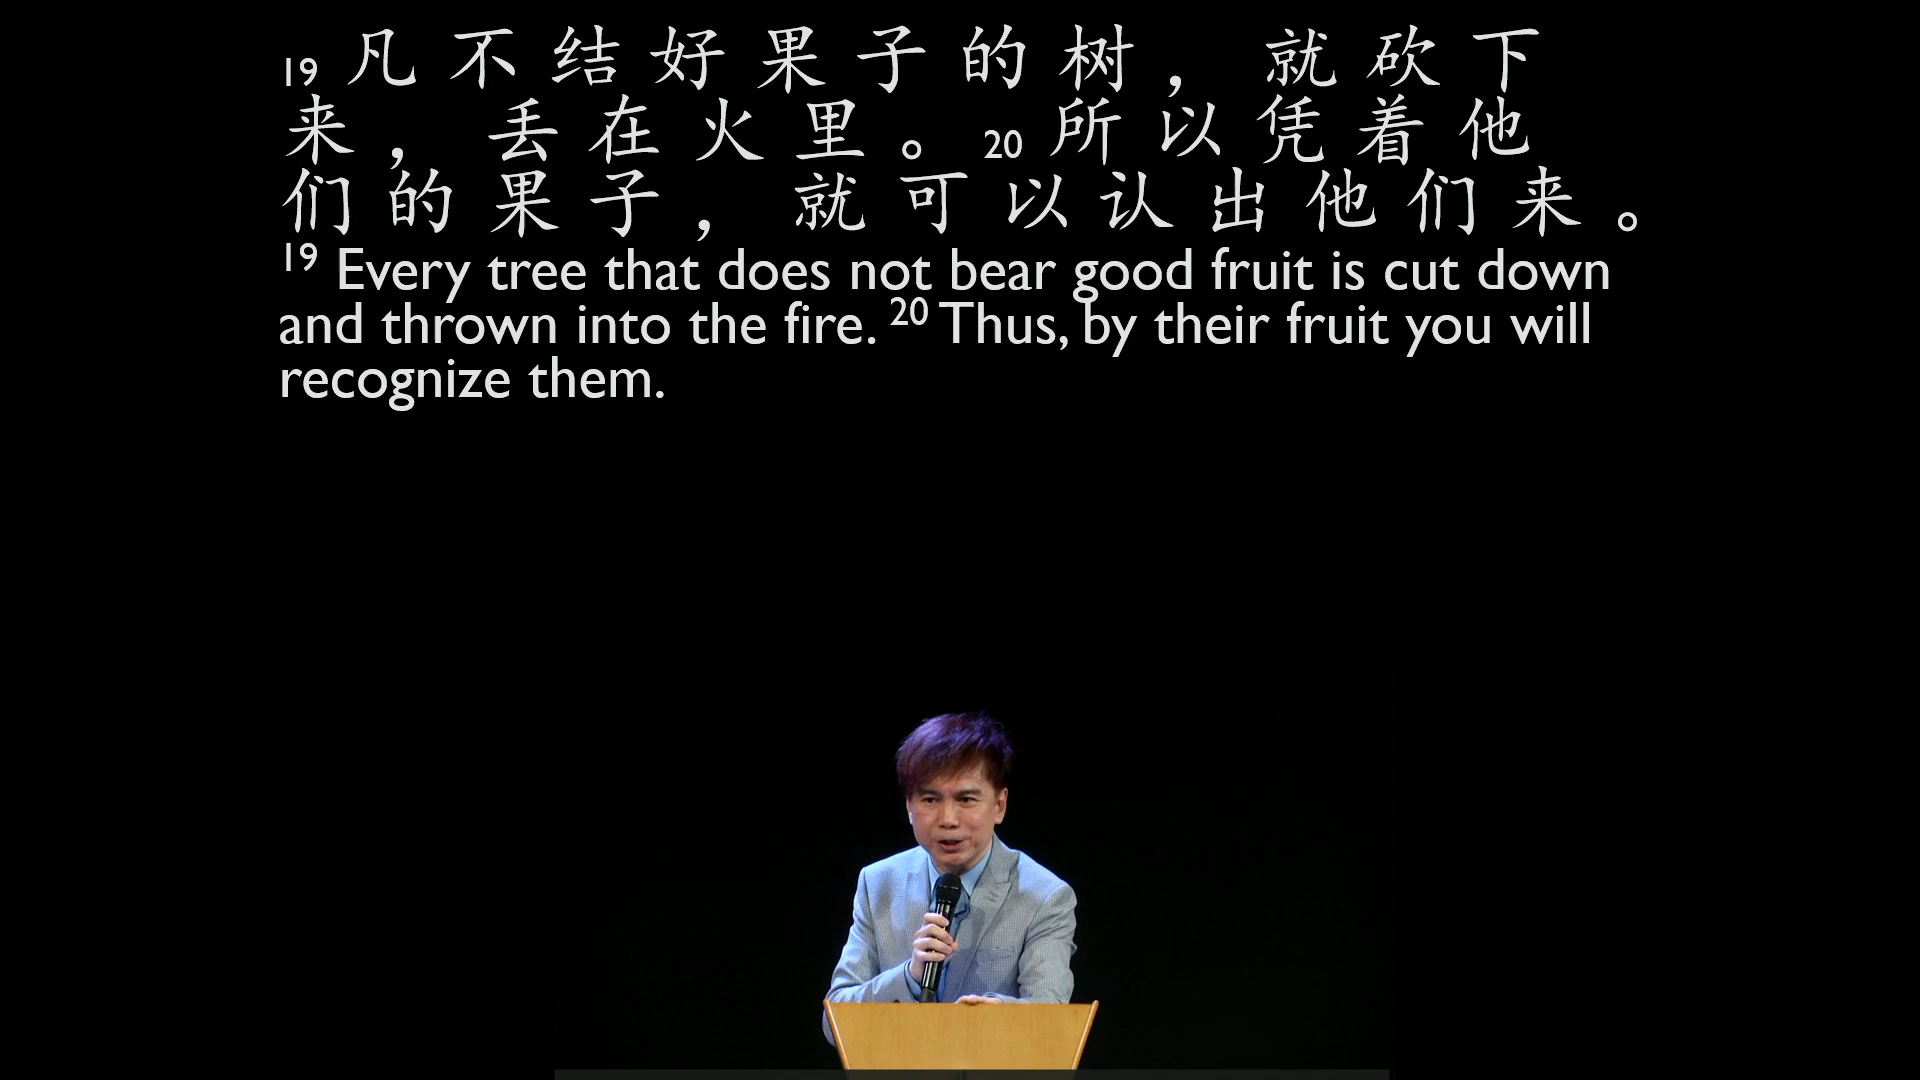 19 凡不结好果子的树，就砍下
来，丢在火里。20 所以凭着他
们的果子，就可以认出他们来。
19 Every tree that does not bear good fruit is cut down
and thrown into the fire. 20 Thus, by their fruit you will
recognize them.